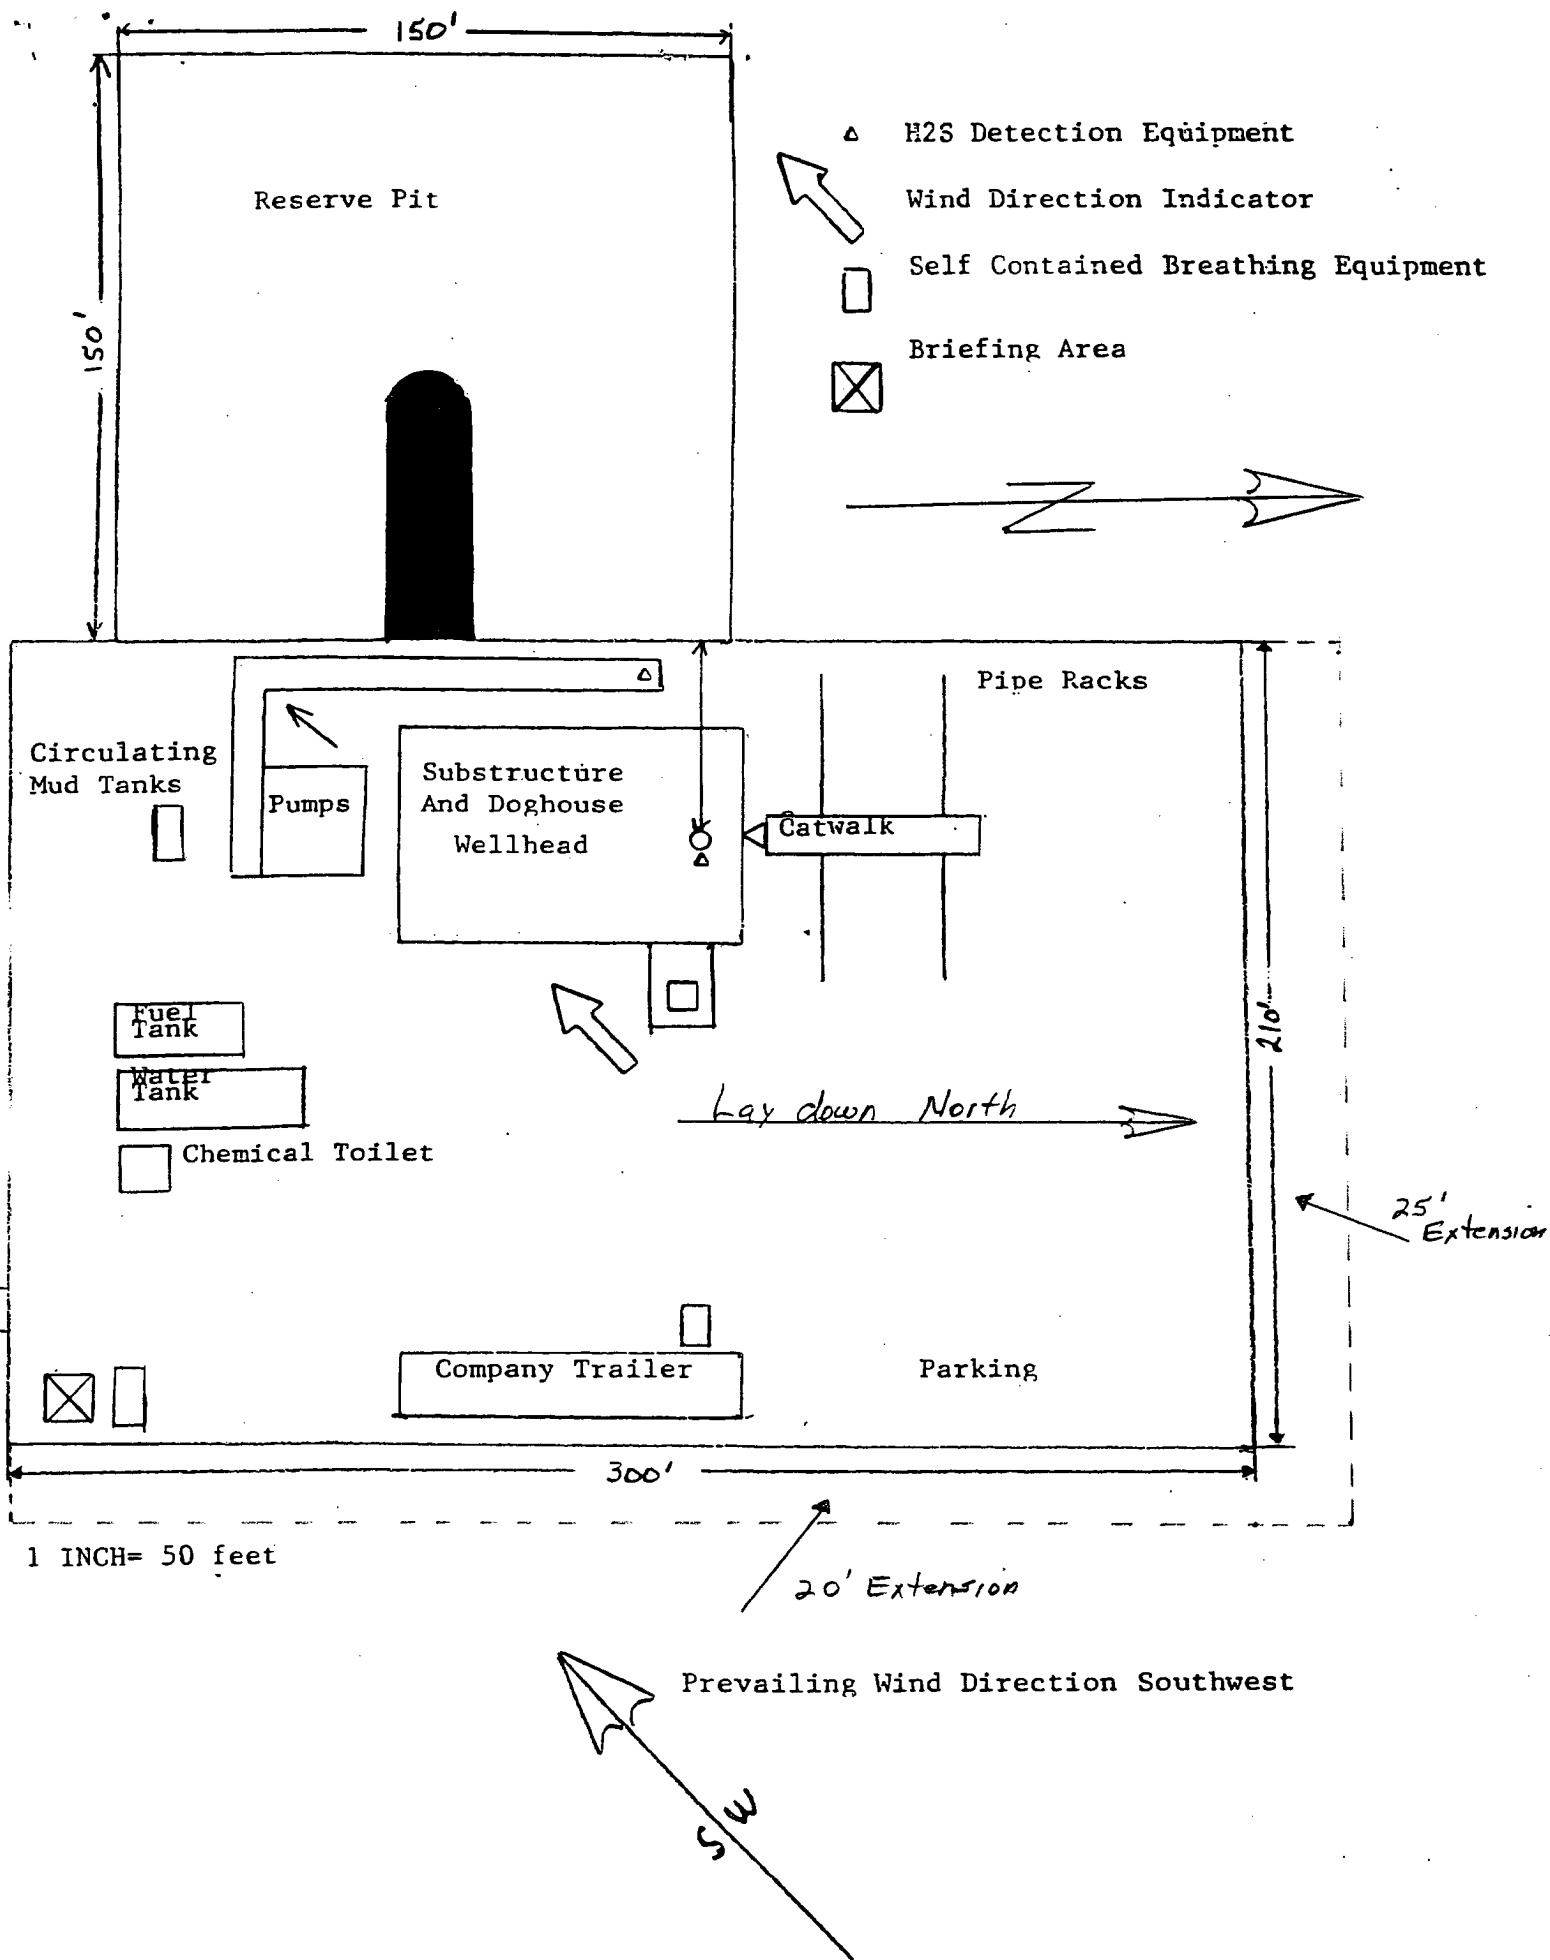 150'
H2S Detection Equipment
Wind Direction Indicator
Reserve Pit
Self Contained Breathing Equipment
150'
Briefing Area
N
Pipe Racks
Circulating
Mud Tanks
Pumps
Substructure
And Doghouse
Wellhead
Catwalk
Fuel
Tank
Water
Tank
210'
Lay down North
Chemical Toilet
25'
Extension
Company Trailer
Parking
300'
1 INCH= 50 feet
20' Extension
Prevailing Wind Direction Southwest
SW